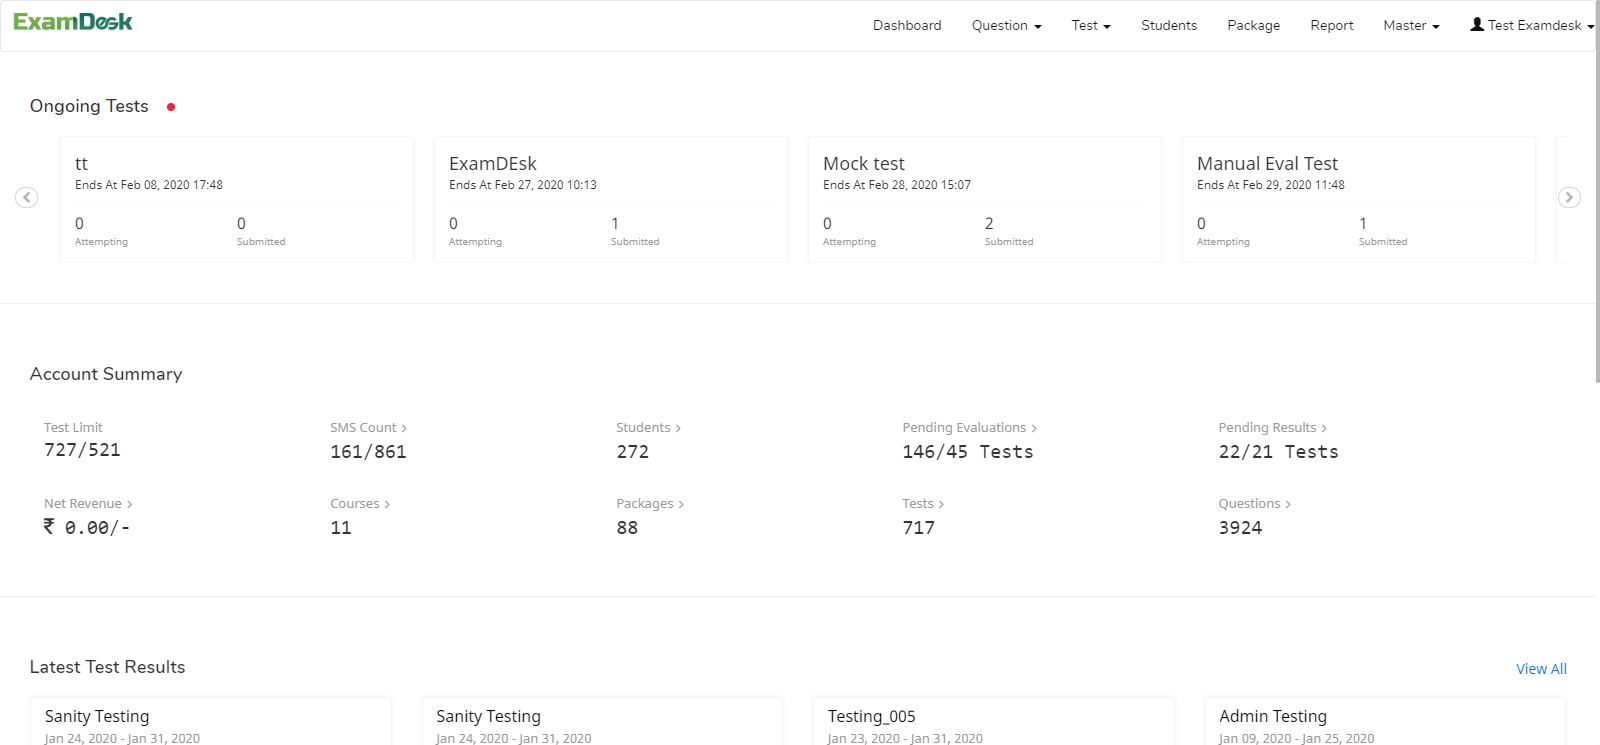 ExamDesk
Dashboard Question Test Students Package Report Master Test Examdesk
Ongoing Tests
tt
Ends At Feb 08, 2020 17:48
0 0
Attempting Submitted
ExamDEsk
Ends At Feb 27, 2020 10:13
0 1
Attempting Submitted
Mock test
Ends At Feb 28, 2020 15:07
0 2
Attempting Submitted
Manual Eval Test
Ends At Feb 29, 2020 11:48
0 1
Attempting Submitted
Account Summary
Test Limit
727/521
SMS Count >
161/861
Students >
272
Pending Evaluations >
146/45 Tests
Pending Results >
22/21 Tests
Net Revenue >
₹ 0.00/-
Courses >
11
Packages >
88
Tests >
717
Questions >
3924
Latest Test Results
View All
Sanity Testing
Jan 24, 2020 - Jan 31, 2020
Sanity Testing
Jan 24, 2020 - Jan 31, 2020
Testing_005
Jan 23, 2020 - Jan 31, 2020
Admin Testing
Jan 09, 2020 - Jan 25, 2020